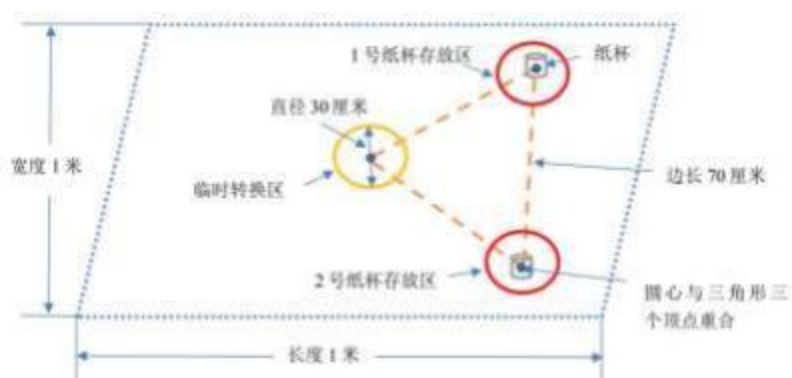 1号纸杯存放区
纸杯
直径30厘米
宽度1米
临时转换区
边长70厘米
2号纸杯存放区
圆心与三角形三
个顶点重合
长度1米